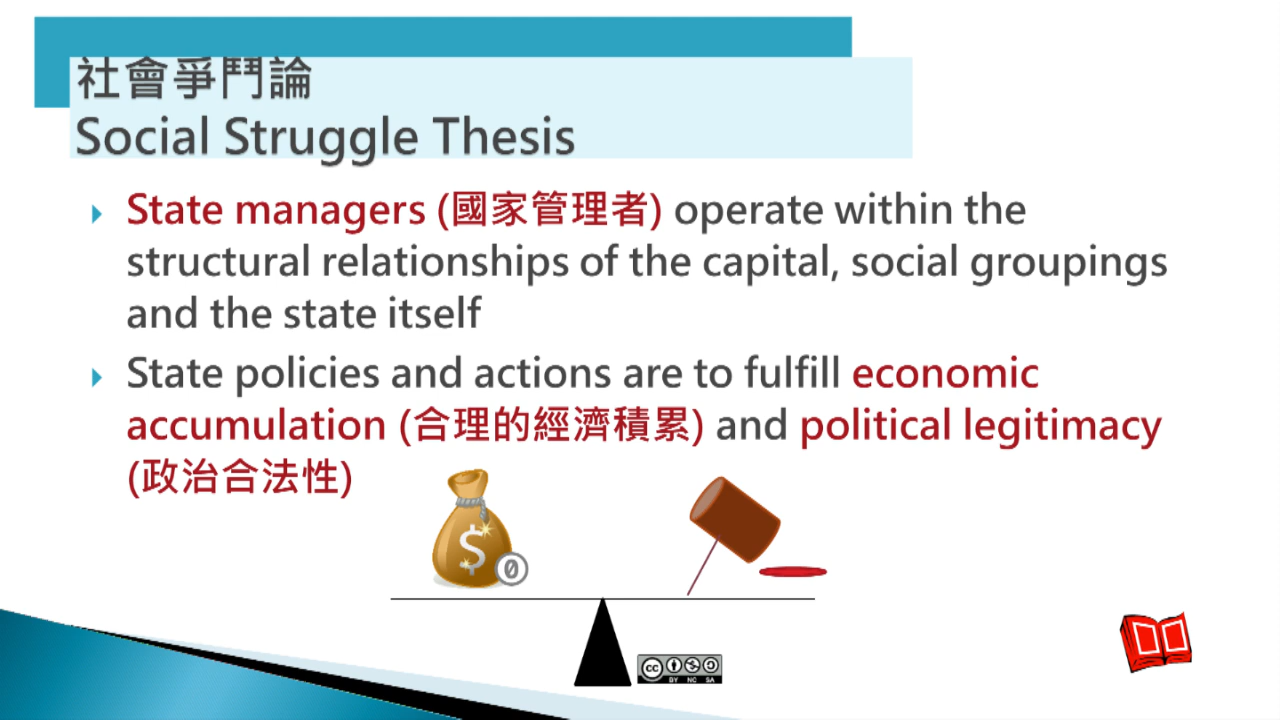 社會爭鬥論
Social Struggle Thesis
State managers (國家管理者) operate within the
structural relationships of the capital, social groupings
and the state itself
State policies and actions are to fulfill economic
accumulation (合理的經濟積累) and political legitimacy
(政治合法性)
$
0
cc
BY NC SA